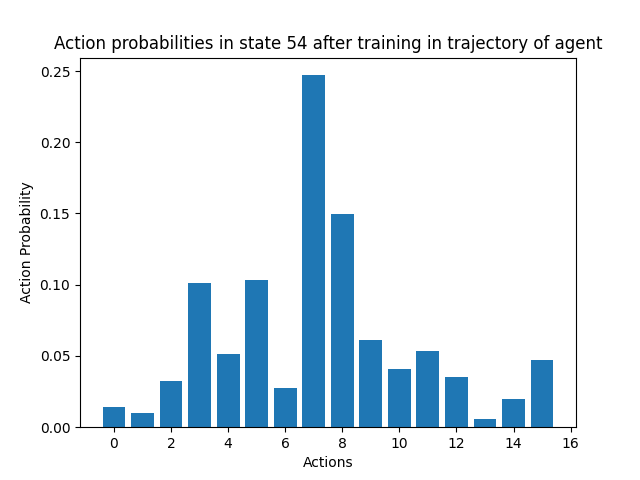 Action probabilities in state 54 after training in trajectory of agent
0.25
0.20
0.15
0.10
0.05
0.00
Action Probability
0 2 4 6 8 10 12 14 16
Actions